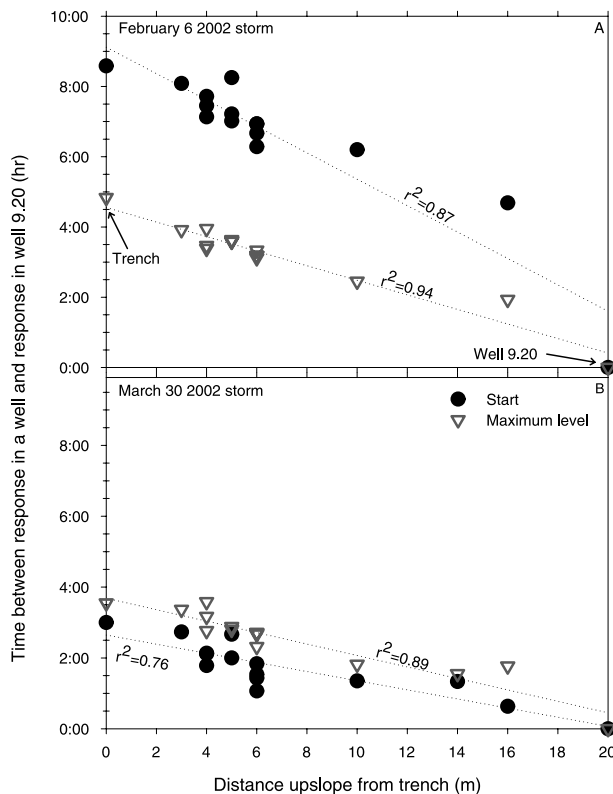 February 6 2002 storm
A
10:00
8:00
6:00
4:00
2:00
0:00
r2=0.87
r2=0.94
Trench
Well 9.20
March 30 2002 storm
B
Start
Maximum level
8:00
6:00
4:00
2:00
0:00
r2=0.76
r2=0.89
0 2 4 6 8 10 12 14 16 18 20
Distance upslope from trench (m)
Time between response in a well and response in well 9.20 (hr)